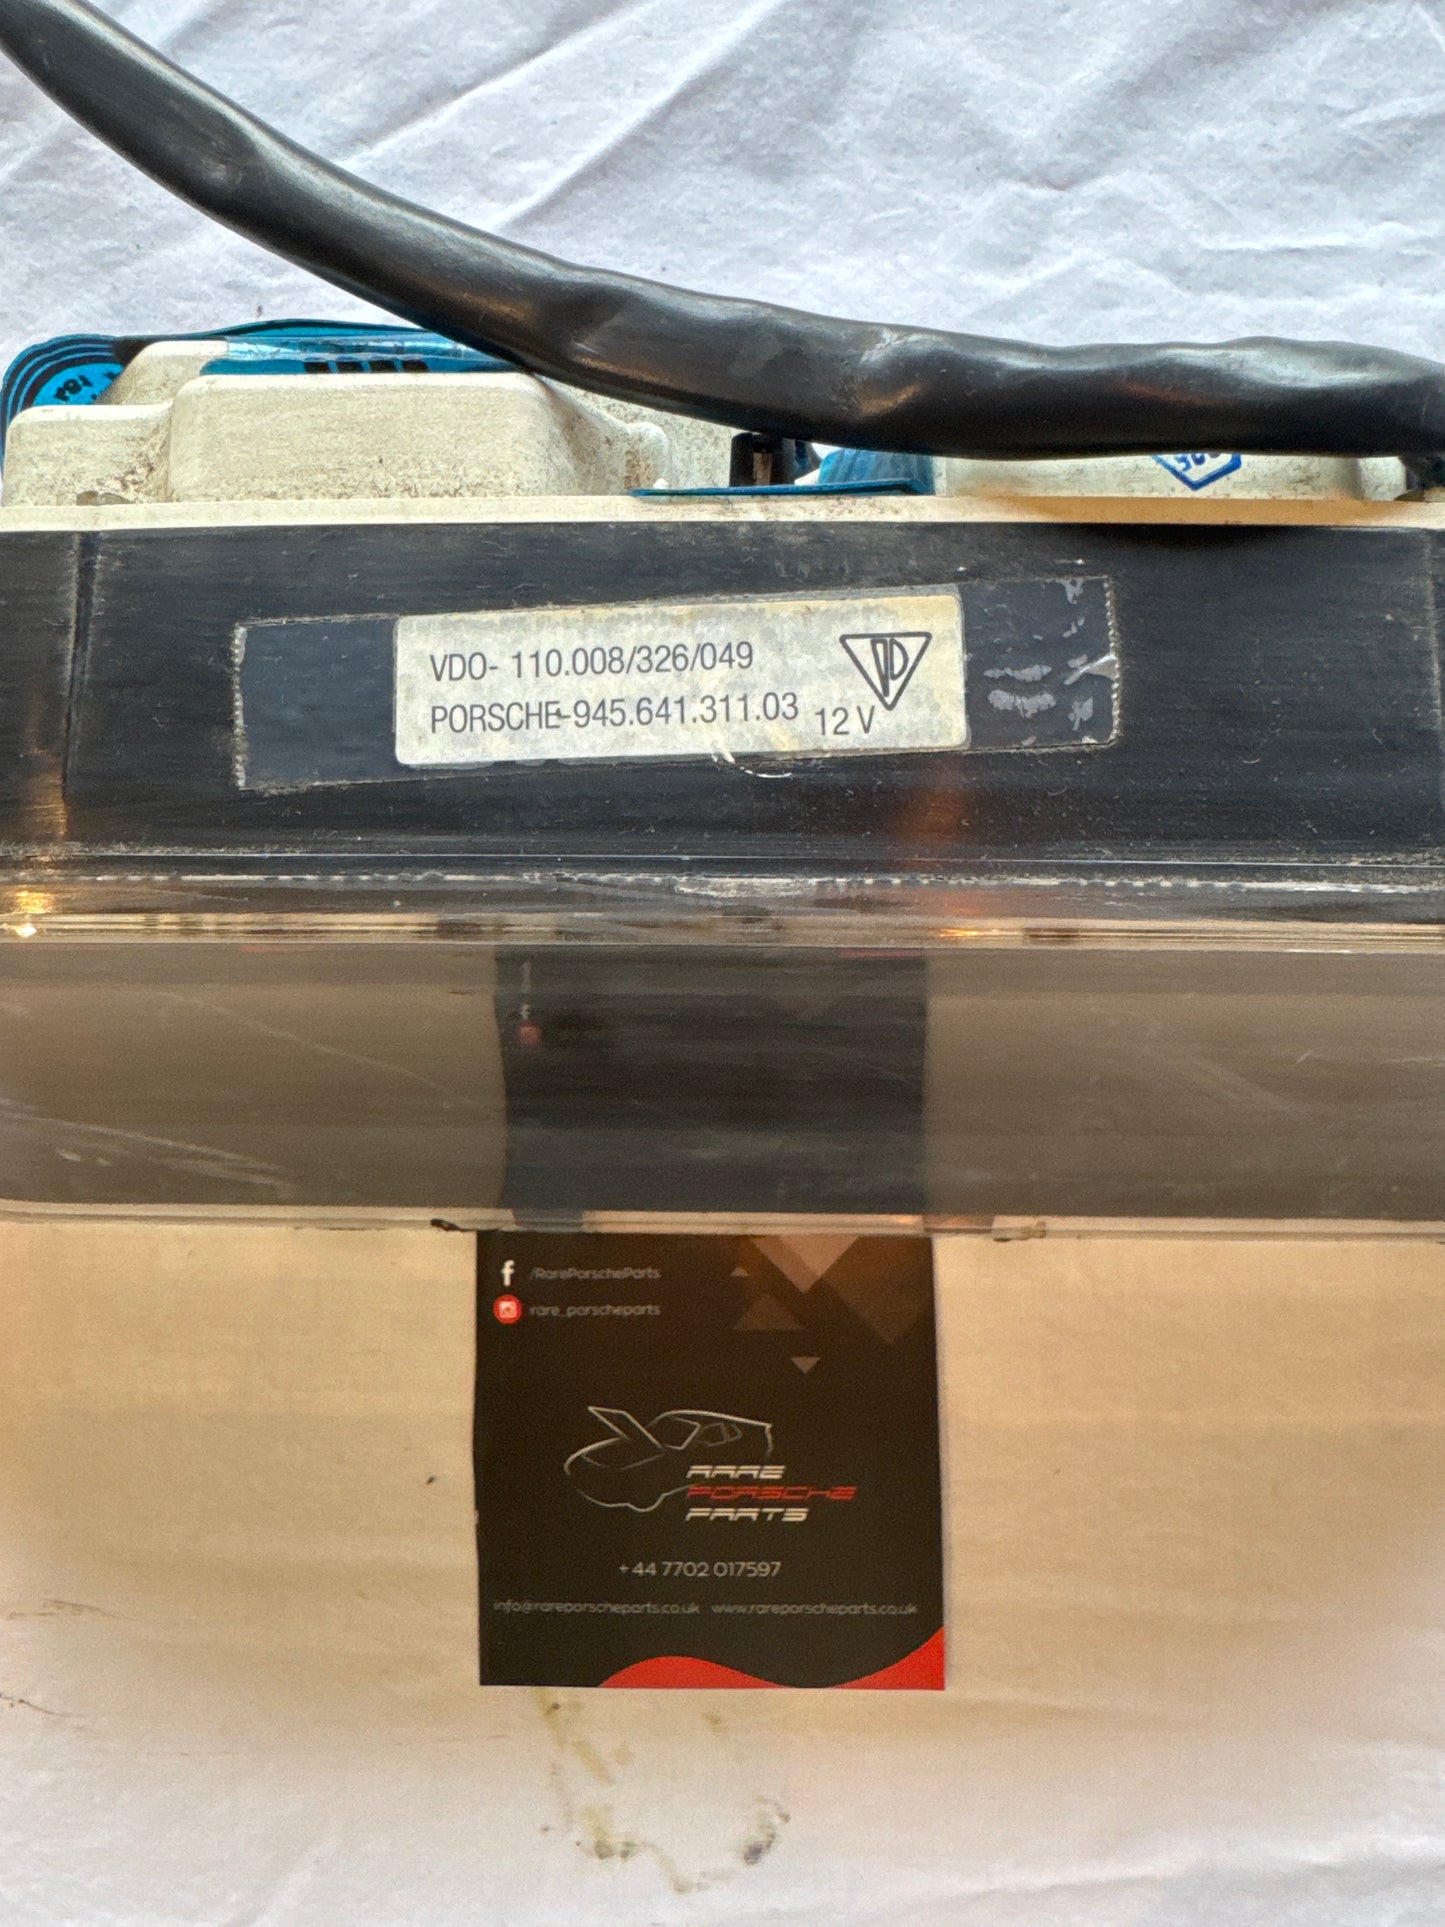 VDO- 110.008/326/049
PORSCHE-945.641.311.03 12 V
VDO
/RarePorscheParts
rare_porscheparts
RARE
PORSCHE
PARTS
+44 7702 017597
info@rareporscheparts.co.uk www.rareporscheparts.co.uk